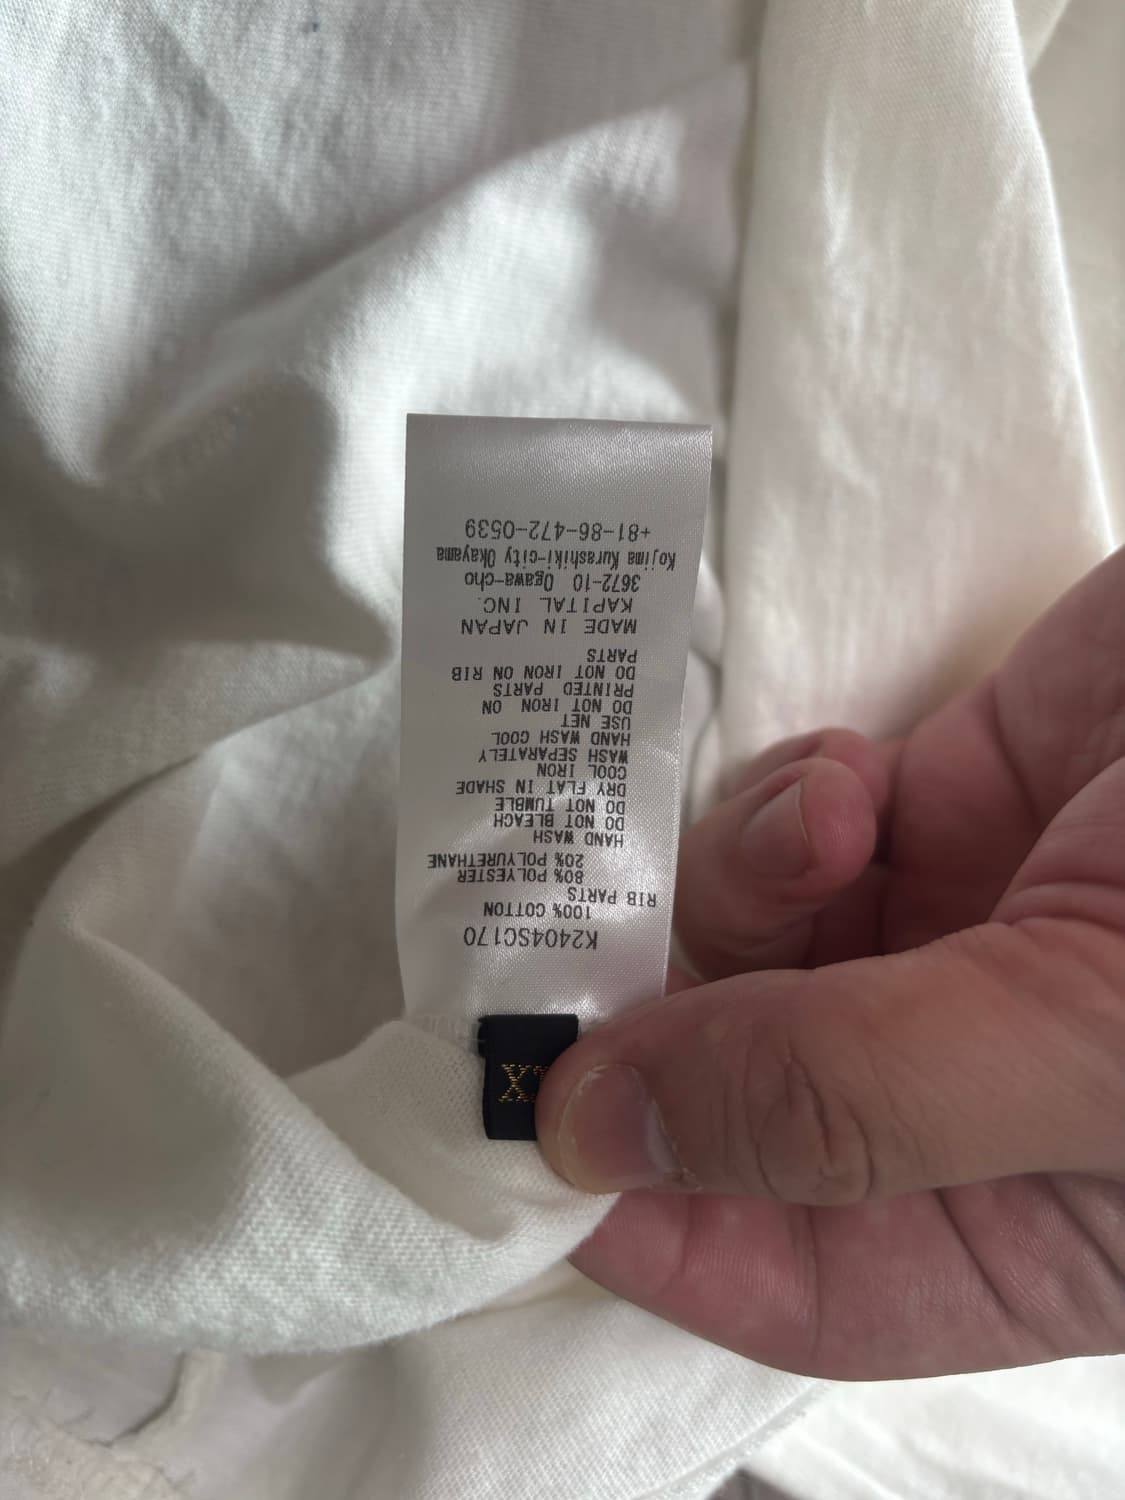 K2404SC170
100% COTTON
RIB PARTS
80% POLYESTER
20% POLYURETHANE
HAND WASH
DO NOT BLEACH
DO NOT TUMBLE
DRY FLAT IN SHADE
COOL IRON
WASH SEPARATELY
HAND WASH COOL
USE NET
DO NOT IRON ON
PRINTED PARTS
DO NOT IRON ON RIB
PARTS
MADE IN JAPAN
KAPITAL INC.
3672-10 Ogawa-cho
Kojima Kurashiki-city Okayama
+81-86-472-0539